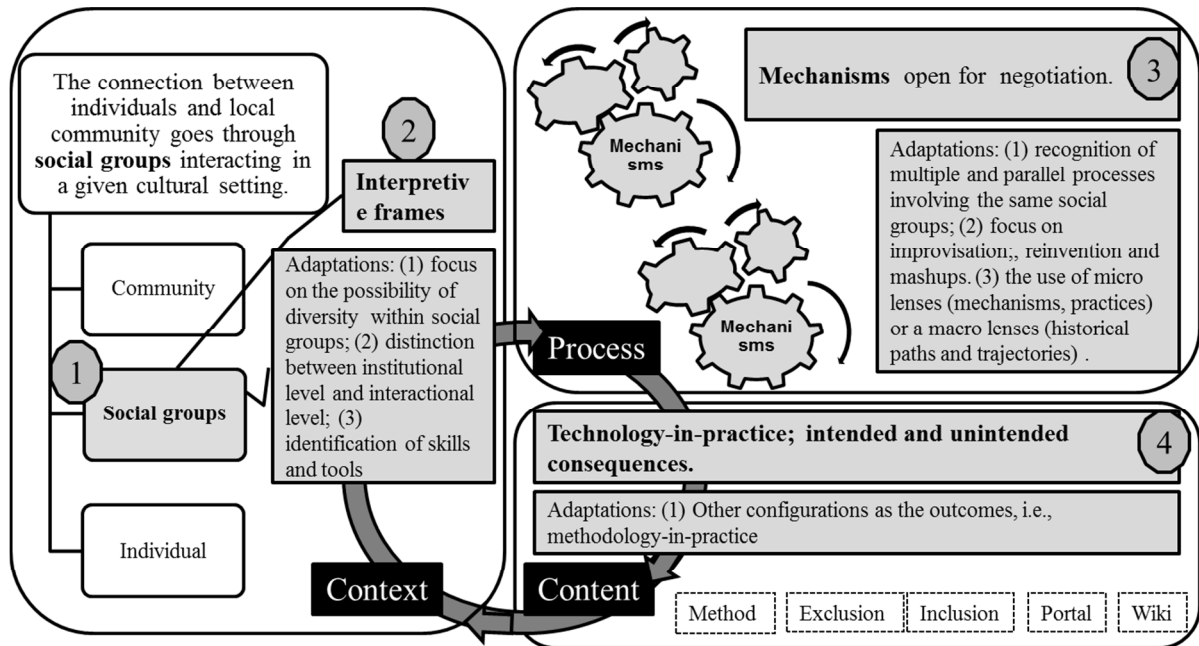 The connection between
individuals and local
community goes through
social groups interacting in
a given cultural setting.
2
Interpretiv
e frames
Community
1
Social groups
Individual
Adaptations: (1) focus
on the possibility of
diversity within social
groups; (2) distinction
between institutional
level and interactional
level; (3)
identification of skills
and tools
Context
Mechani
sms
Mechani
sms
Mechanisms open for negotiation.
3
Adaptations: (1) recognition of
multiple and parallel processes
involving the same social
groups; (2) focus on
improvisation;, reinvention and
mashups. (3) the use of micro
lenses (mechanisms, practices)
or a macro lenses (historical
paths and trajectories) .
Process
Technology-in-practice; intended and unintended
consequences.
4
Adaptations: (1) Other configurations as the outcomes, i.e.,
methodology-in-practice
Content
Method
Exclusion
Inclusion
Portal
Wiki